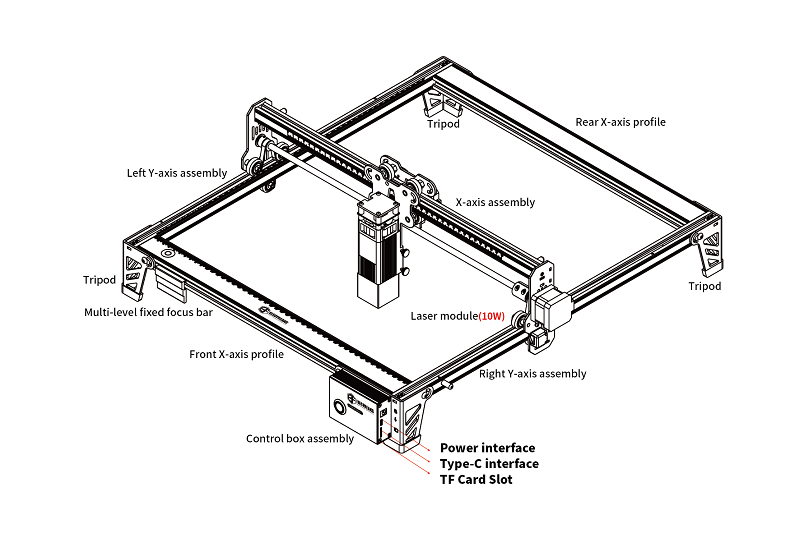 Tripod
Rear X-axis profile
Left Y-axis assembly
X-axis assembly
Tripod
Tripod
Multi-level fixed focus bar
Laser module(10W)
Front X-axis profile
Right Y-axis assembly
Control box assembly
Power interface
Type-C interface
TF Card Slot